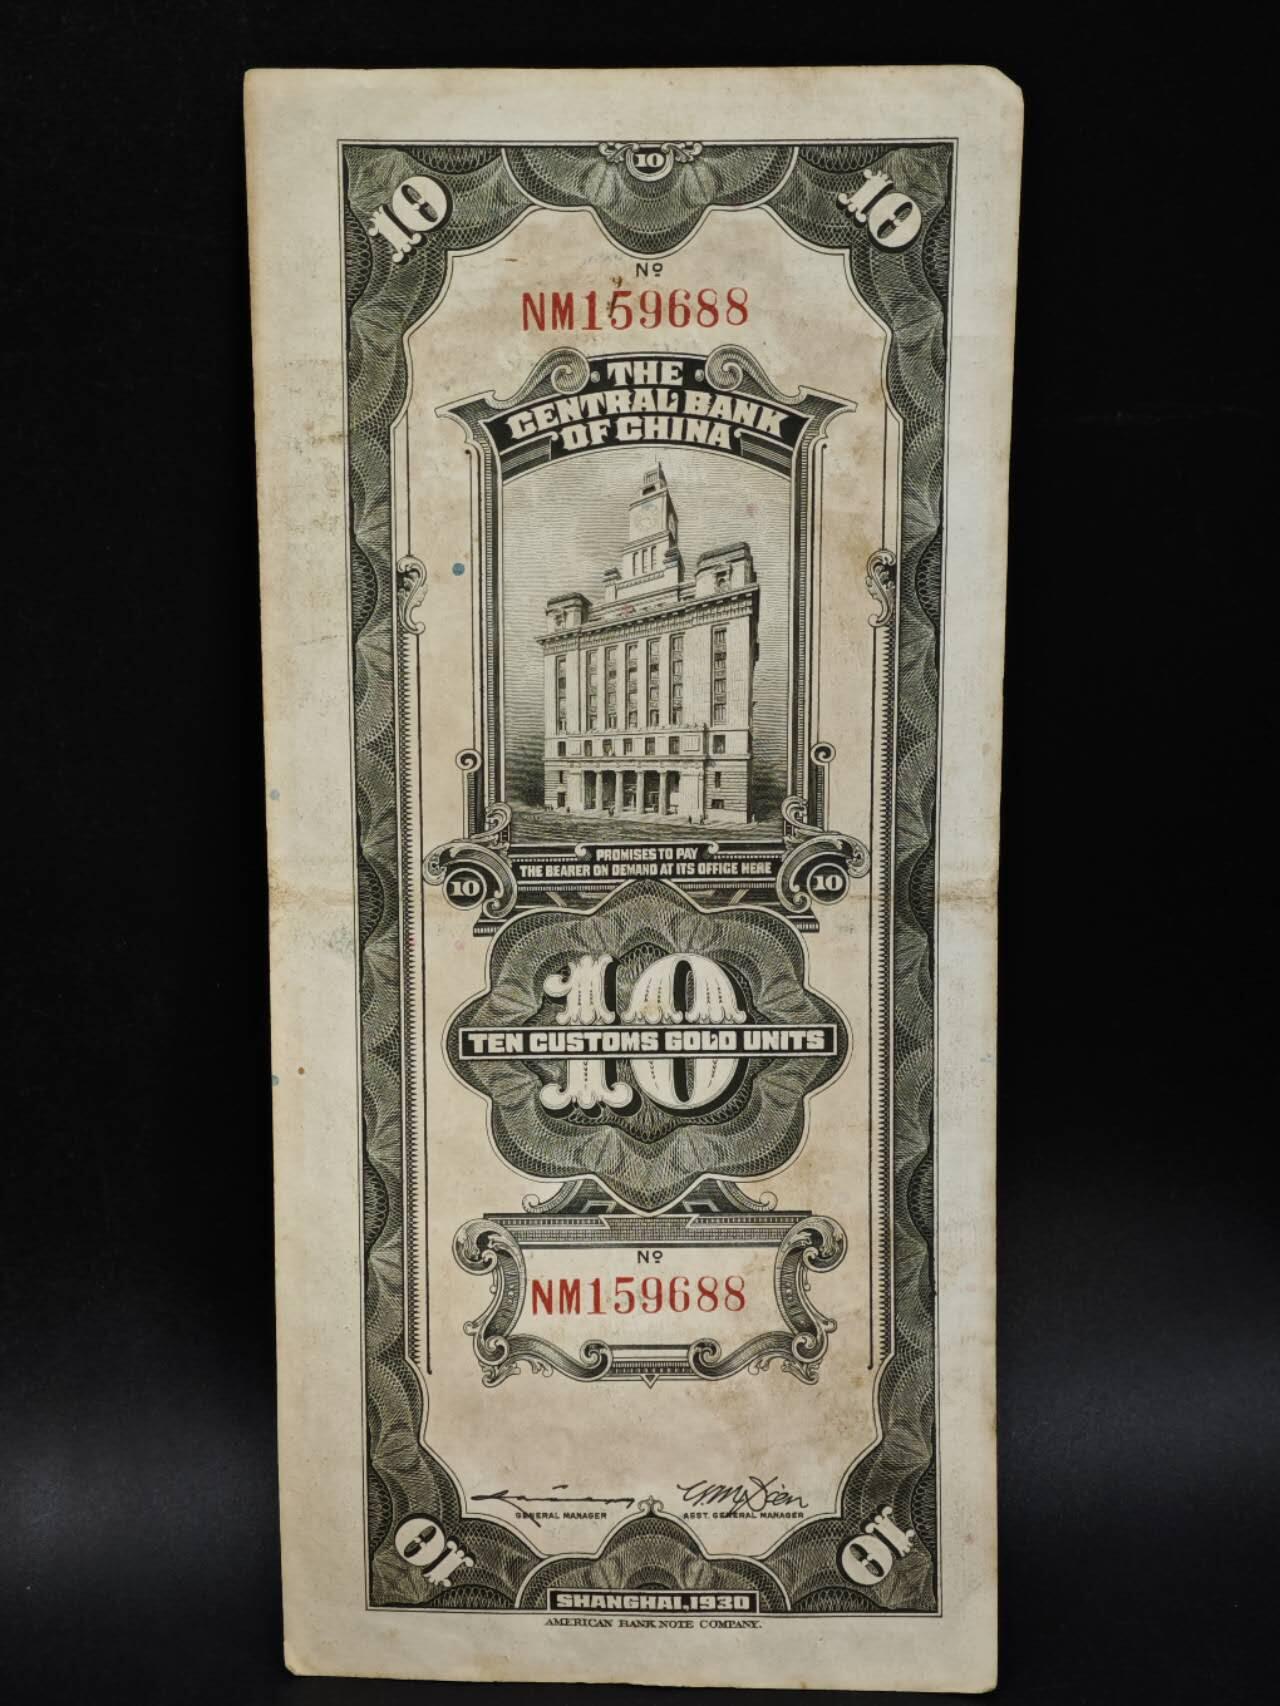 10
10
10
Nº
NM159688
THE
CENTRAL BANK
OF CHINA
PROMISES TO PAY
THE BEARER ON DEMAND AT ITS OFFICE HERE
10
10
10
TEN CUSTOMS GOLD UNITS
Nº
NM159688
GENERAL MANAGER
ASST. GENERAL MANAGER
10
10
SHANGHAI, 1930
AMERICAN BANK NOTE COMPANY.